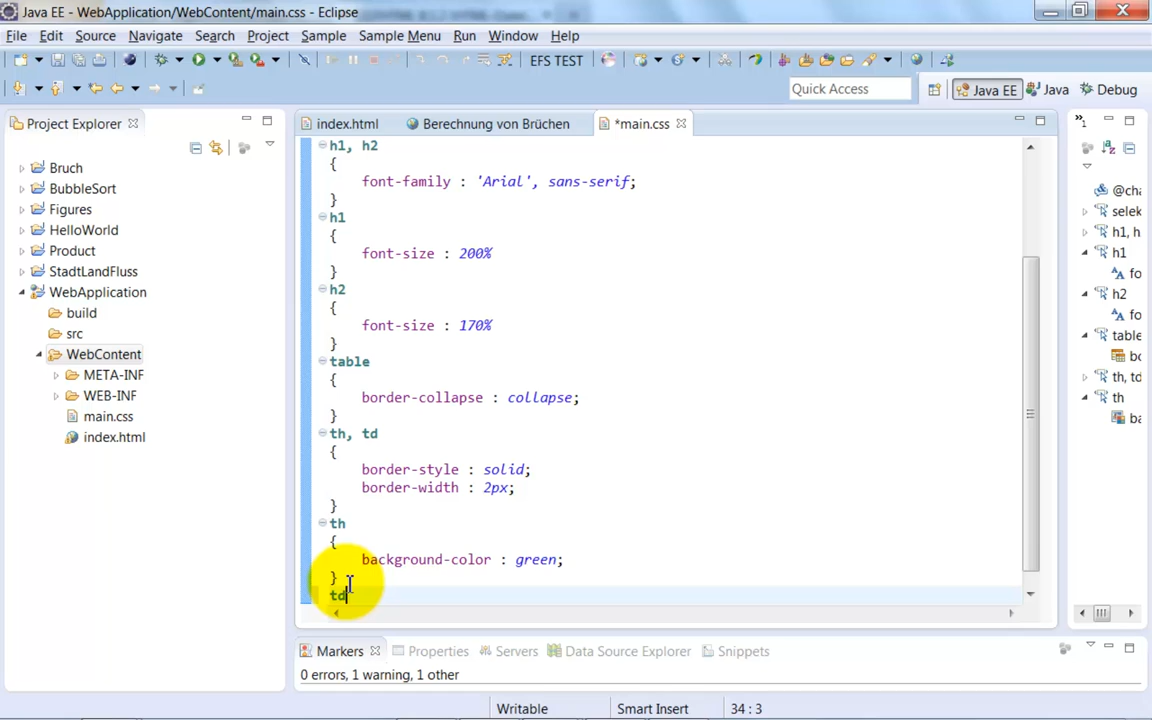 Java EE - WebApplication/WebContent/main.css - Eclipse
File Edit Source Navigate Search Project Sample Sample Menu Run Window Help
EFS TEST
Quick Access
Java EE
Java
Debug
Project Explorer
index.html
Berechnung von Brüchen
*main.css
1
Bruch
BubbleSort
Figures
HelloWorld
Product
StadtLandFluss
WebApplication
build
src
WebContent
META-INF
WEB-INF
main.css
index.html
h1, h2
{
font-family : 'Arial', sans-serif;
}
h1
{
font-size : 200%
}
h2
{
font-size : 170%
}
table
{
border-collapse : collapse;
}
th, td
{
border-style : solid;
border-width : 2px;
}
th
{
background-color : green;
}
td
@cha
selek
h1, h
h1
fo
h2
fo
table
bo
th, td
th
ba
Markers
Properties
Servers
Data Source Explorer
Snippets
0 errors, 1 warning, 1 other
Writable
Smart Insert
34 : 3